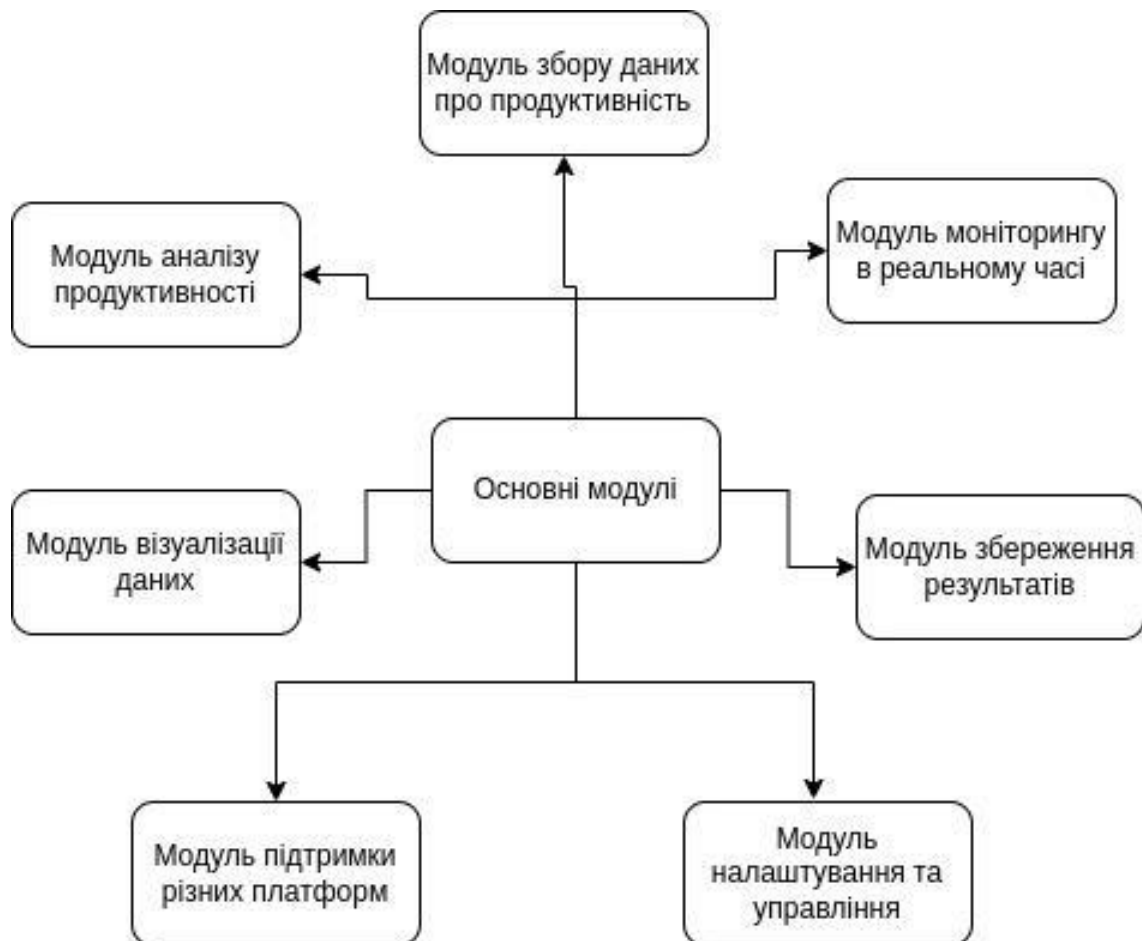 Модуль збору даних
про продуктивність
Модуль аналізу
продуктивності
Модуль моніторингу
в реальному часі
Основні модулі
Модуль візуалізації
даних
Модуль збереження
результатів
Модуль підтримки
різних платформ
Модуль
налаштування та
управління